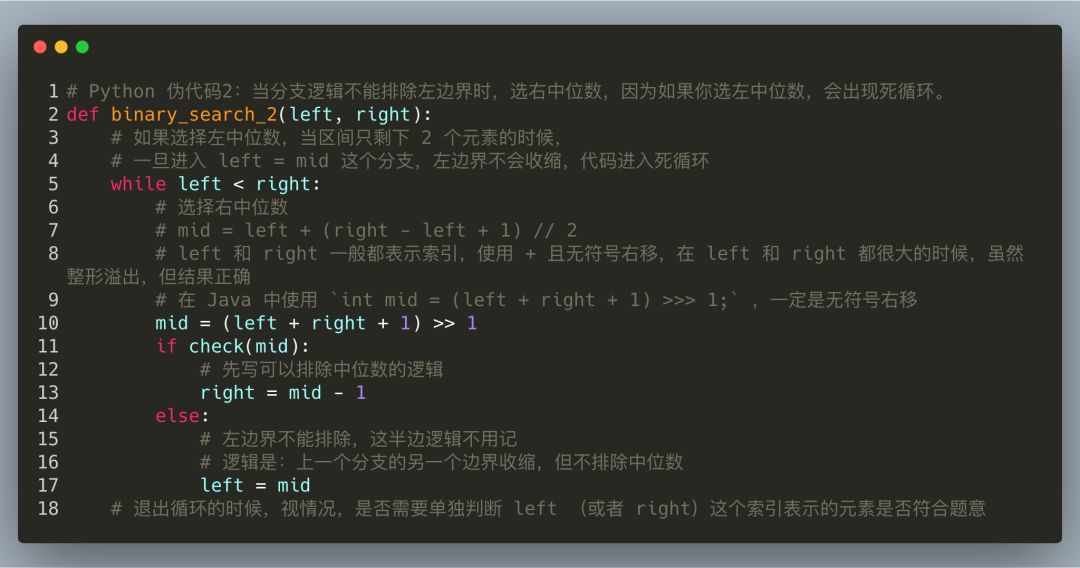 1 # Python 伪代码2：当分支逻辑不能排除左边界时，选右中位数，因为如果你选左中位数，会出现死循环。
2 def binary_search_2(left, right):
3     # 如果选择左中位数，当区间只剩下 2 个元素的时候，
4     # 一旦进入 left = mid 这个分支，左边界不会收缩，代码进入死循环
5     while left < right:
6         # 选择右中位数
7         # mid = left + (right - left + 1) // 2
8         # left 和 right 一般都表示索引，使用 + 且无符号右移，在 left 和 right 都很大的时候，虽然
整形溢出，但结果正确
9         # 在 Java 中使用 `int mid = (left + right + 1) >>> 1;` ，一定是无符号右移
10         mid = (left + right + 1) >> 1
11         if check(mid):
12             # 先写可以排除中位数的逻辑
13             right = mid - 1
14         else:
15             # 左边界不能排除，这半边逻辑不用记
16             # 逻辑是：上一个分支的另一个边界收缩，但不排除中位数
17             left = mid
18     # 退出循环的时候，视情况，是否需要单独判断 left （或者 right）这个索引表示的元素是否符合题意